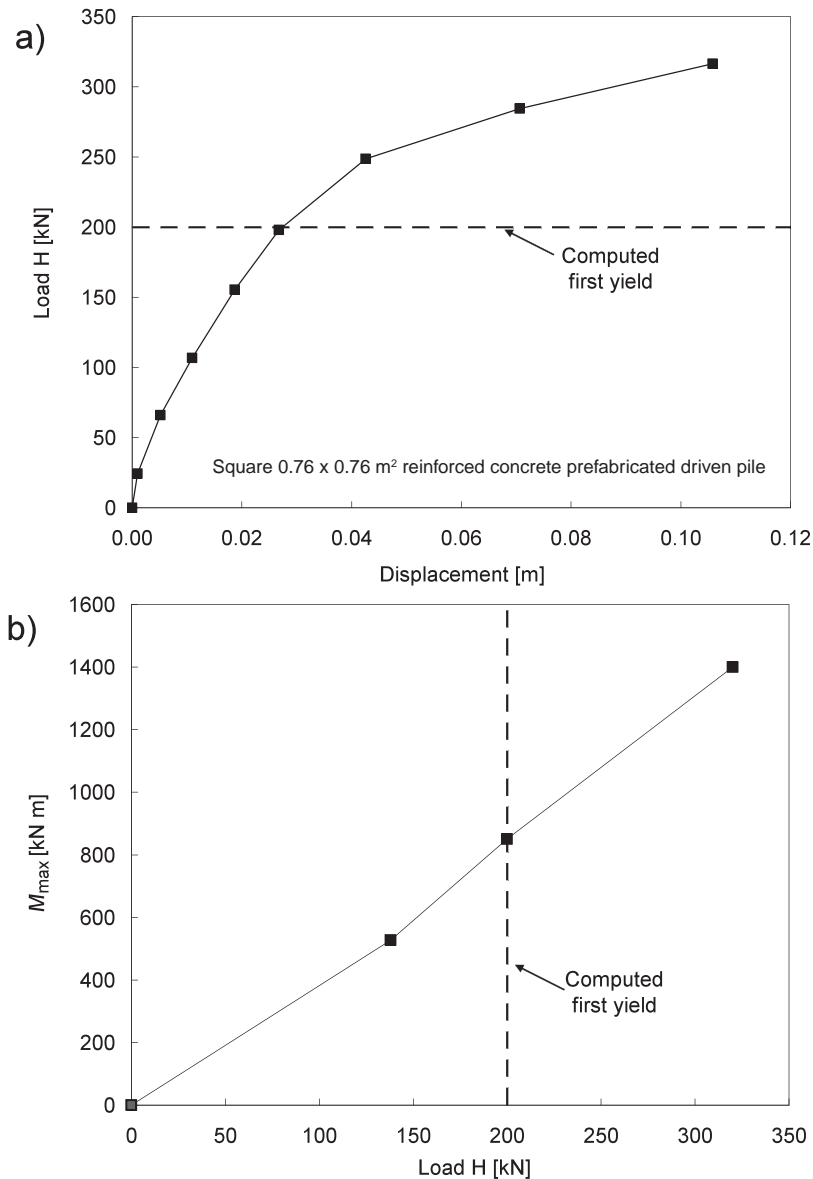 a)
350
300
250
200
150
100
50
0
Load H [kN]
Computed
first yield
Square 0.76 x 0.76 m² reinforced concrete prefabricated driven pile
0.00 0.02 0.04 0.06 0.08 0.10 0.12
Displacement [m]
b)
1600
1400
1200
1000
800
600
400
200
0
Mmax [kN m]
Computed
first yield
0 50 100 150 200 250 300 350
Load H [kN]